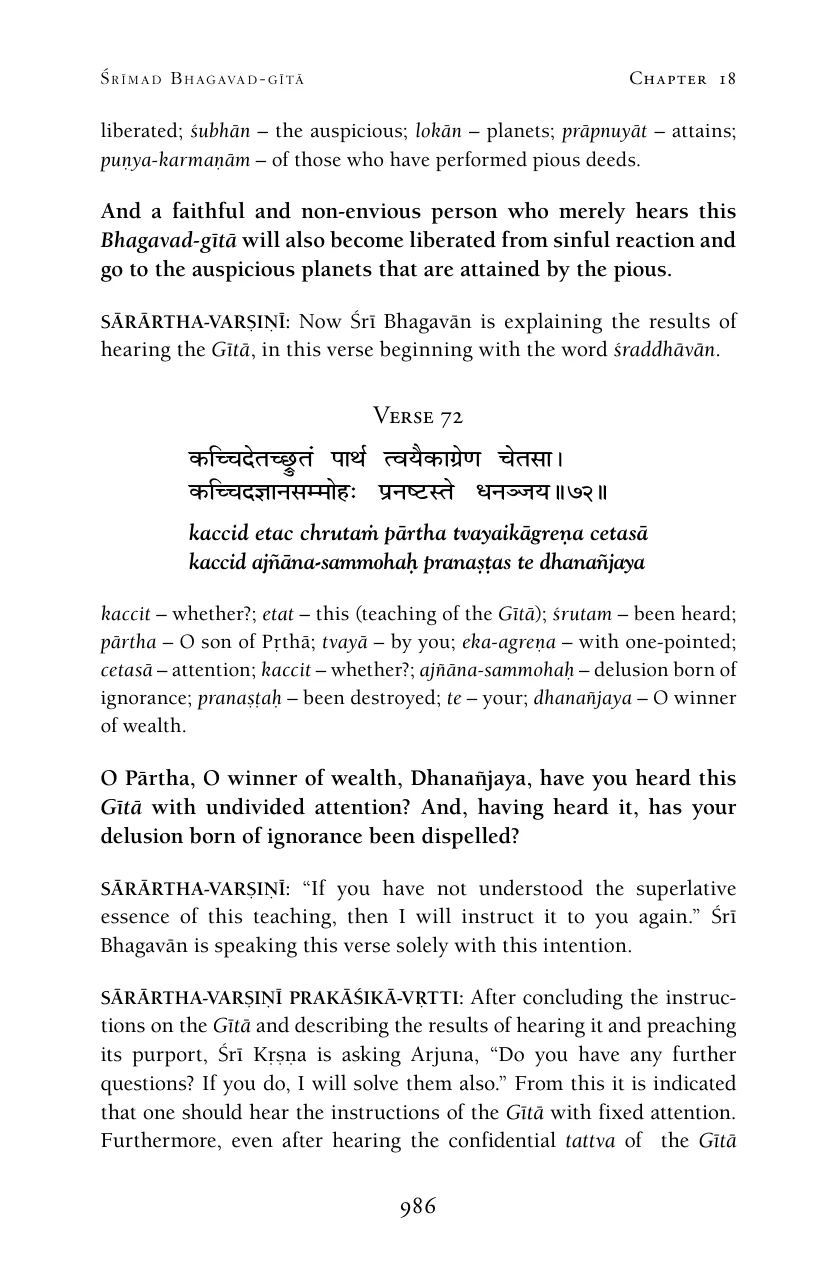 Śrīmad Bhagavad-gītā Chapter 18
liberated; śubhān – the auspicious; lokān – planets; prāpnuyāt – attains;
puṇya-karmaṇām – of those who have performed pious deeds.
And a faithful and non-envious person who merely hears this
Bhagavad-gītā will also become liberated from sinful reaction and
go to the auspicious planets that are attained by the pious.
SĀRĀRTHA-VARṢIṆĪ: Now Śrī Bhagavān is explaining the results of
hearing the Gītā, in this verse beginning with the word śraddhāvān.
Verse 72
कच्चिदेतच्छ्रुतं पार्थ त्वयैकाग्रेण चेतसा।
कच्चिदज्ञानसम्मोहः प्रनष्टस्ते धनञ्जय॥७२॥
kaccid etac chrutaṁ pārtha tvayaikāgreṇa cetasā
kaccid ajñāna-sammohaḥ pranaṣṭas te dhanañjaya
kaccit – whether?; etat – this (teaching of the Gītā); śrutam – been heard;
pārtha – O son of Pṛthā; tvayā – by you; eka-agreṇa – with one-pointed;
cetasā – attention; kaccit – whether?; ajñāna-sammohaḥ – delusion born of
ignorance; pranaṣṭaḥ – been destroyed; te – your; dhanañjaya – O winner
of wealth.
O Pārtha, O winner of wealth, Dhanañjaya, have you heard this
Gītā with undivided attention? And, having heard it, has your
delusion born of ignorance been dispelled?
SĀRĀRTHA-VARṢIṆĪ: “If you have not understood the superlative
essence of this teaching, then I will instruct it to you again.” Śrī
Bhagavān is speaking this verse solely with this intention.
SĀRĀRTHA-VARṢIṆĪ PRAKĀŚIKĀ-VṚTTI: After concluding the instruc-
tions on the Gītā and describing the results of hearing it and preaching
its purport, Śrī Kṛṣṇa is asking Arjuna, “Do you have any further
questions? If you do, I will solve them also.” From this it is indicated
that one should hear the instructions of the Gītā with fixed attention.
Furthermore, even after hearing the confidential tattva of the Gītā
986